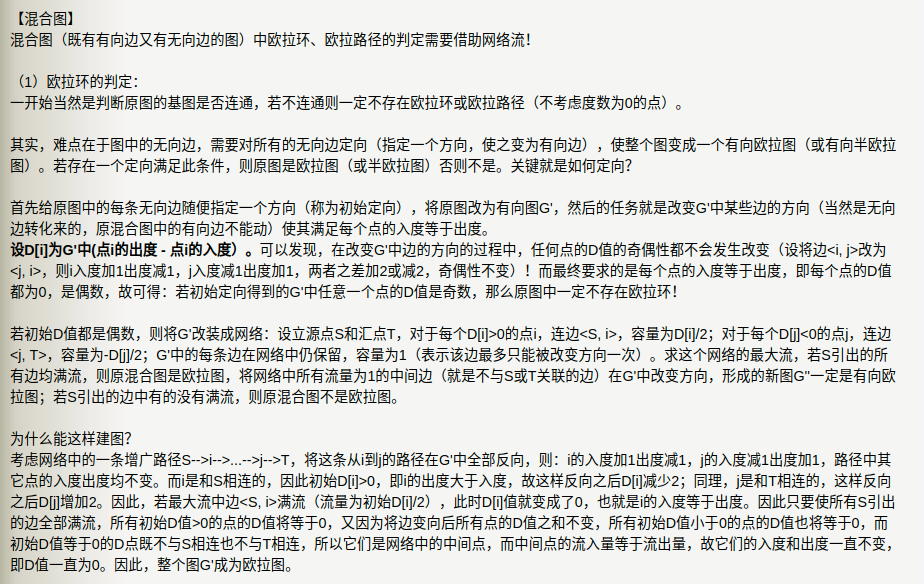 【混合图】
混合图（既有有向边又有无向边的图）中欧拉环、欧拉路径的判定需要借助网络流！
（1）欧拉环的判定：
一开始当然是判断原图的基图是否连通，若不连通则一定不存在欧拉环或欧拉路径（不考虑度数为0的点）。
其实，难点在于图中的无向边，需要对所有的无向边定向（指定一个方向，使之变为有向边），使整个图变成一个有向欧拉图（或有向半欧拉
图）。若存在一个定向满足此条件，则原图是欧拉图（或半欧拉图）否则不是。关键就是如何定向？
首先给原图中的每条无向边随便指定一个方向（称为初始定向），将原图改为有向图G'，然后的任务就是改变G'中某些边的方向（当然是无向
边转化来的，原混合图中的有向边不能动）使其满足每个点的入度等于出度。
设D[i]为G'中(点i的出度 - 点i的入度）。可以发现，在改变G'中边的方向的过程中，任何点的D值的奇偶性都不会发生改变（设将边<i, j>改为
<j, i>，则i入度加1出度减1，j入度减1出度加1，两者之差加2或减2，奇偶性不变）！而最终要求的是每个点的入度等于出度，即每个点的D值
都为0，是偶数，故可得：若初始定向得到的G'中任意一个点的D值是奇数，那么原图中一定不存在欧拉环！
若初始D值都是偶数，则将G'改装成网络：设立源点S和汇点T，对于每个D[i]>0的点i，连边<S, i>，容量为D[i]/2；对于每个D[j]<0的点j，连边
<j, T>，容量为-D[j]/2；G'中的每条边在网络中仍保留，容量为1（表示该边最多只能被改变方向一次）。求这个网络的最大流，若S引出的所
有边均满流，则原混合图是欧拉图，将网络中所有流量为1的中间边（就是不与S或T关联的边）在G'中改变方向，形成的新图G''一定是有向欧
拉图；若S引出的边中有的没有满流，则原混合图不是欧拉图。
为什么能这样建图？
考虑网络中的一条增广路径S-->i-->...-->j-->T，将这条从i到j的路径在G'中全部反向，则：i的入度加1出度减1，j的入度减1出度加1，路径中其
它点的入度出度均不变。而i是和S相连的，因此初始D[i]>0，即i的出度大于入度，故这样反向之后D[i]减少2；同理，j是和T相连的，这样反向
之后D[j]增加2。因此，若最大流中边<S, i>满流（流量为初始D[i]/2），此时D[i]值就变成了0，也就是i的入度等于出度。因此只要使所有S引出
的边全部满流，所有初始D值>0的点的D值将等于0，又因为将边变向后所有点的D值之和不变，所有初始D值小于0的点的D值也将等于0，而
初始D值等于0的D点既不与S相连也不与T相连，所以它们是网络中的中间点，而中间点的流入量等于流出量，故它们的入度和出度一直不变，
即D值一直为0。因此，整个图G'成为欧拉图。